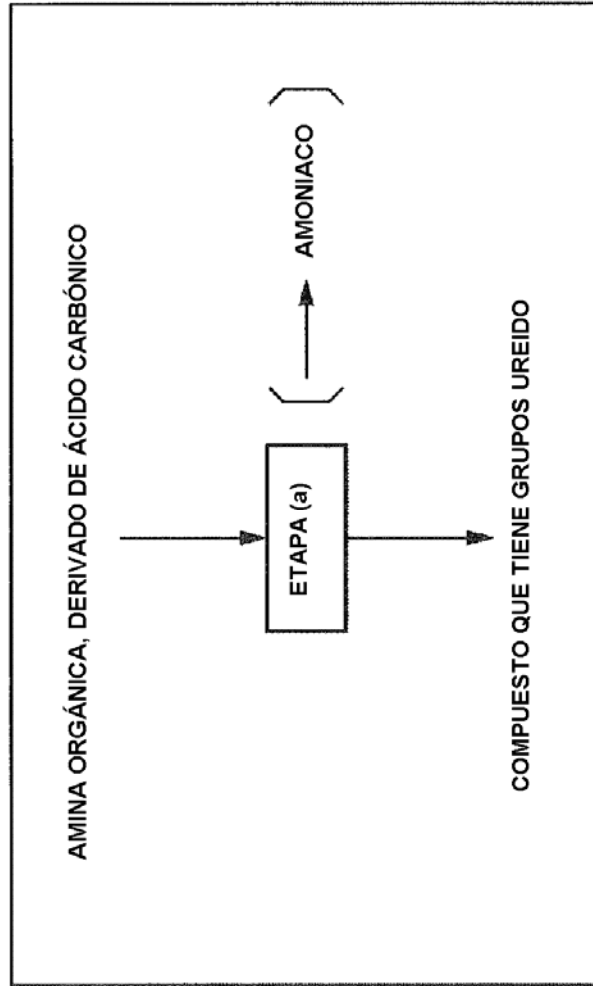 AMINA ORGÁNICA, DERIVADO DE ÁCIDO CARBÓNICO
ETAPA (a)
AMONIACO
COMPUESTO QUE TIENE GRUPOS UREIDO